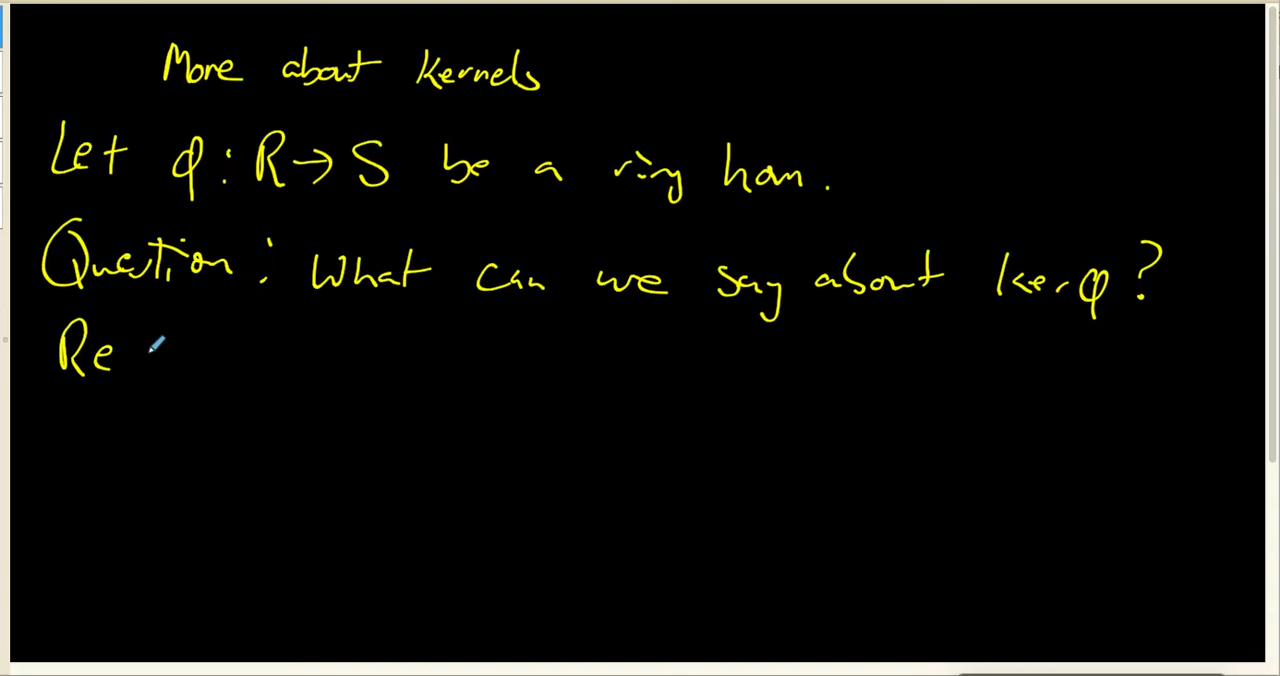 More about kernels
Let φ: R → S be a ring hom.
Question: What can we say about ker φ?
Re